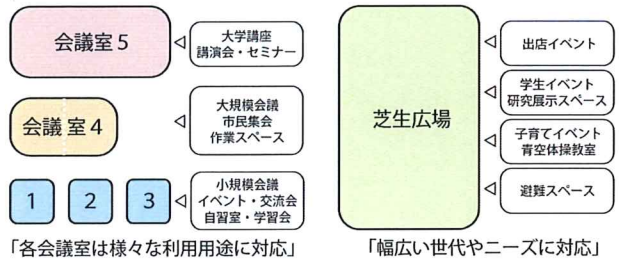 会議室5
大学講座
講演会・セミナー
会議室4
大規模会議
市民集会
作業スペース
1
2
3
小規模会議
イベント・交流会
自習室・学習会
「各会議室は様々な利用用途に対応」
芝生広場
出店イベント
学生イベント
研究展示スペース
子育てイベント
青空体操教室
避難スペース
「幅広い世代やニーズに対応」